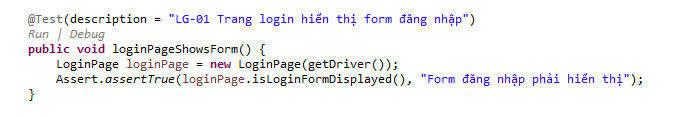 @Test(description = "LG-01 Trang login hiển thị form đăng nhập")
Run | Debug
public void loginPageShowsForm() {
    LoginPage loginPage = new LoginPage(getDriver());
    Assert.assertTrue(loginPage.isLoginFormDisplayed(), "Form đăng nhập phải hiển thị");
}